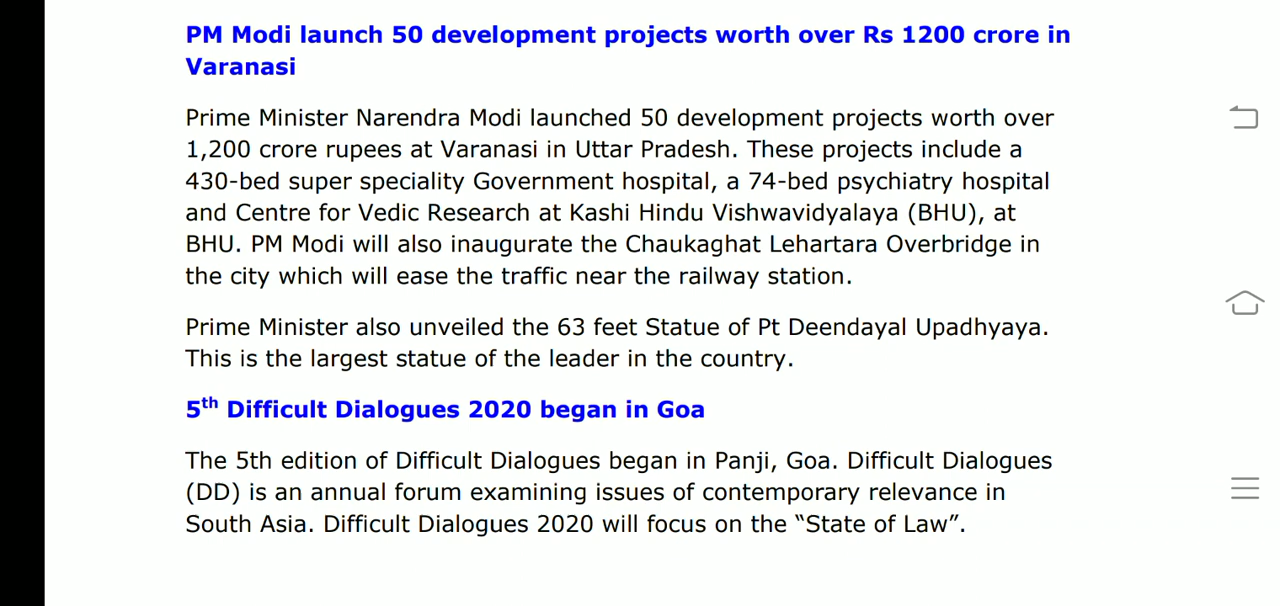 PM Modi launch 50 development projects worth over Rs 1200 crore in
Varanasi
Prime Minister Narendra Modi launched 50 development projects worth over
1,200 crore rupees at Varanasi in Uttar Pradesh. These projects include a
430-bed super speciality Government hospital, a 74-bed psychiatry hospital
and Centre for Vedic Research at Kashi Hindu Vishwavidyalaya (BHU), at
BHU. PM Modi will also inaugurate the Chaukaghat Lehartara Overbridge in
the city which will ease the traffic near the railway station.
Prime Minister also unveiled the 63 feet Statue of Pt Deendayal Upadhyaya.
This is the largest statue of the leader in the country.
5th Difficult Dialogues 2020 began in Goa
The 5th edition of Difficult Dialogues began in Panji, Goa. Difficult Dialogues
(DD) is an annual forum examining issues of contemporary relevance in
South Asia. Difficult Dialogues 2020 will focus on the “State of Law”.